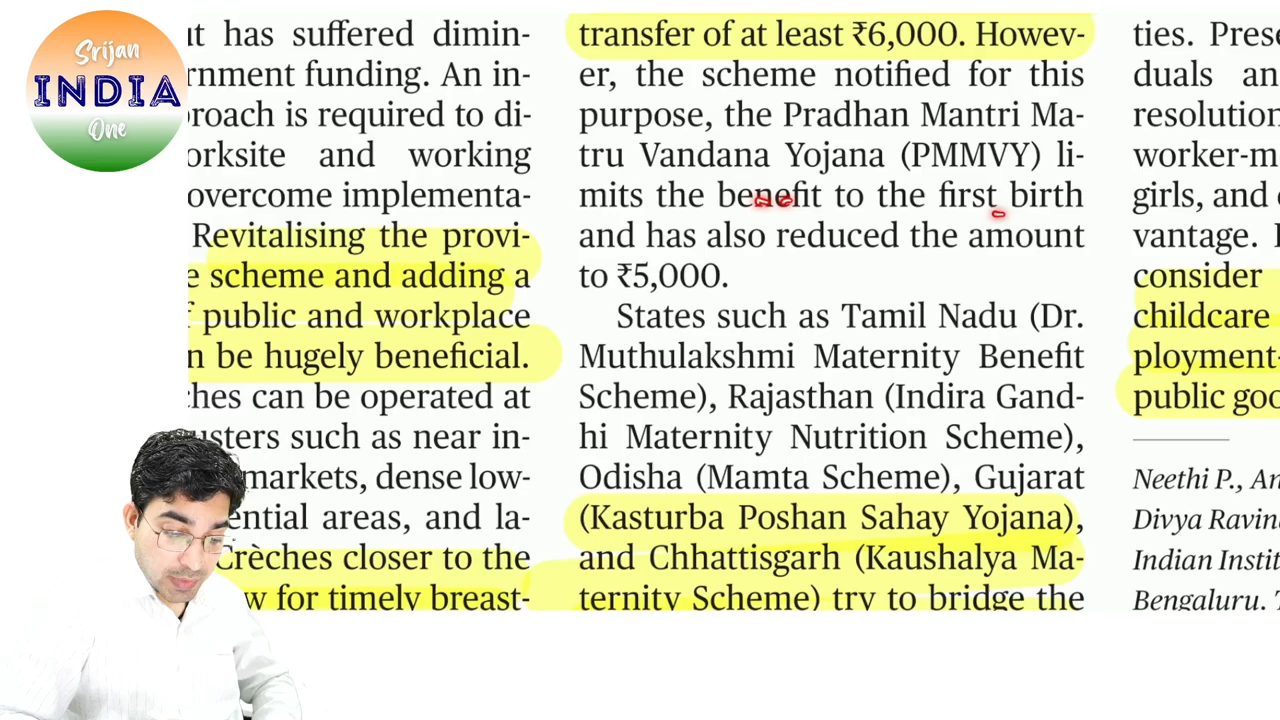 Srijan
INDIA
One
ut has suffered dimin-
rnment funding. An in-
roach is required to di-
orksite and working
overcome implementa-
Revitalising the provi-
e scheme and adding a
f public and workplace
n be hugely beneficial.
ches can be operated at
usters such as near in-
markets, dense low-
ential areas, and la-
Crèches closer to the
w for timely breast-
transfer of at least ₹6,000. Howev-
er, the scheme notified for this
purpose, the Pradhan Mantri Ma-
tru Vandana Yojana (PMMVY) li-
mits the benefit to the first birth
and has also reduced the amount
to ₹5,000.
States such as Tamil Nadu (Dr.
Muthulakshmi Maternity Benefit
Scheme), Rajasthan (Indira Gand-
hi Maternity Nutrition Scheme),
Odisha (Mamta Scheme), Gujarat
(Kasturba Poshan Sahay Yojana),
and Chhattisgarh (Kaushalya Ma-
ternity Scheme) try to bridge the
ties. Prese
duals an
resolution
worker-m
girls, and
vantage.
consider
childcare
ployment-
public goo
Neethi P., An
Divya Ravin
Indian Instit
Bengaluru. T